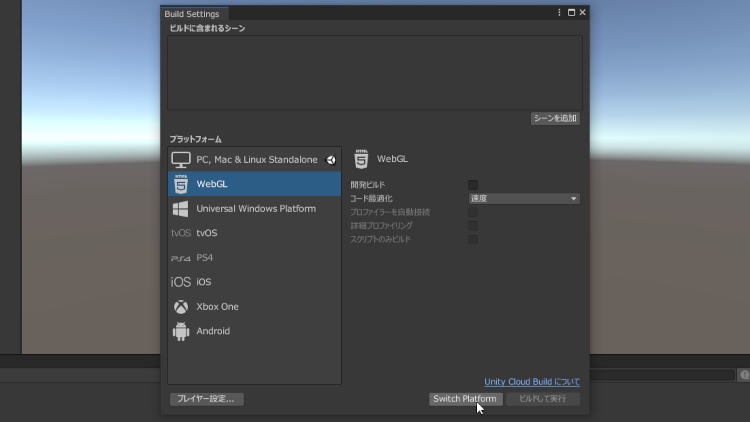 Build Settings
ビルドに含まれるシーン
シーンを追加
プラットフォーム
PC, Mac & Linux Standalone
WebGL
Universal Windows Platform
tvOS tvOS
PS4 PS4
iOS iOS
Xbox One
Android
WebGL
開発ビルド
コード最適化 速度
プロファイラーを自動接続
詳細プロファイリング
スクリプトのみビルド
Unity Cloud Build について
プレイヤー設定...
Switch Platform
ビルドして実行